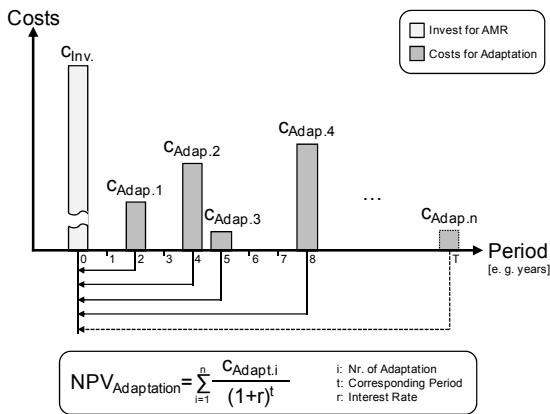 Costs
Invest for AMR
Costs for Adaptation
CInv.
CAdap.1
CAdap.2
CAdap.3
CAdap.4
...
CAdap.n
0 1 2 3 4 5 6 7 8 T
Period
[e. g. years]
NPVAdaptation = n∑i=1 CAdapt.i / (1+r)^t
i: Nr. of Adaptation
t: Corresponding Period
r: Interest Rate